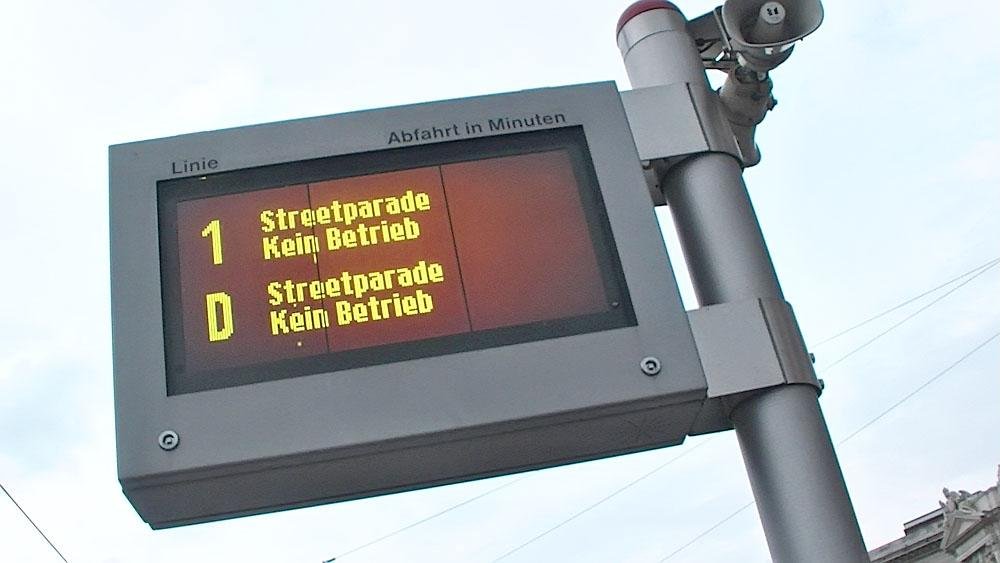 Linie Abfahrt in Minuten
1 Streetparade
Kein Betrieb
D Streetparade
Kein Betrieb